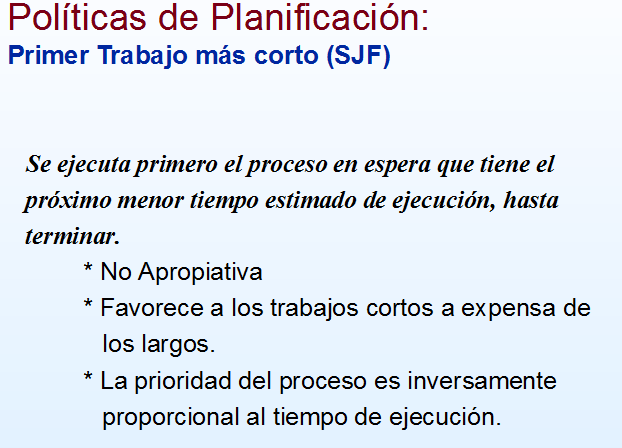 Políticas de Planificación:
Primer Trabajo más corto (SJF)
Se ejecuta primero el proceso en espera que tiene el
próximo menor tiempo estimado de ejecución, hasta
terminar.
* No Apropiativa
* Favorece a los trabajos cortos a expensa de
los largos.
* La prioridad del proceso es inversamente
proporcional al tiempo de ejecución.